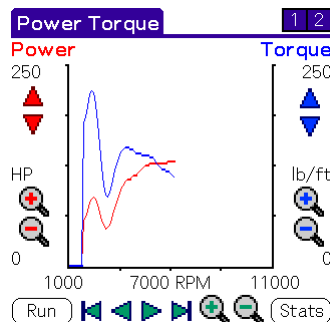 Power Torque 1 2
Power Torque
250 250
HP lb/ft
0 0
1000 7000 RPM 11000
Run Stats